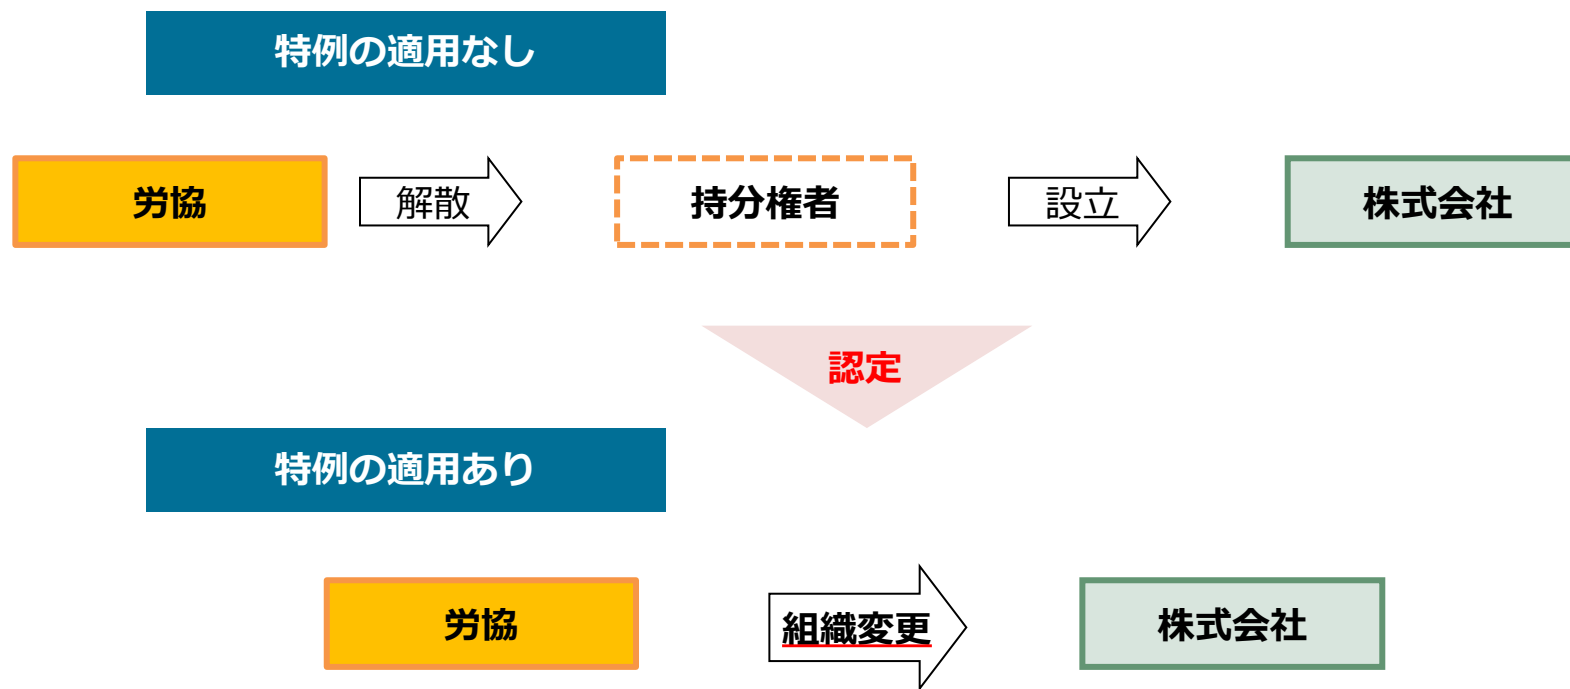 特例の適用なし
労協
解散
持分権者
設立
株式会社
認定
特例の適用あり
労協
組織変更
株式会社